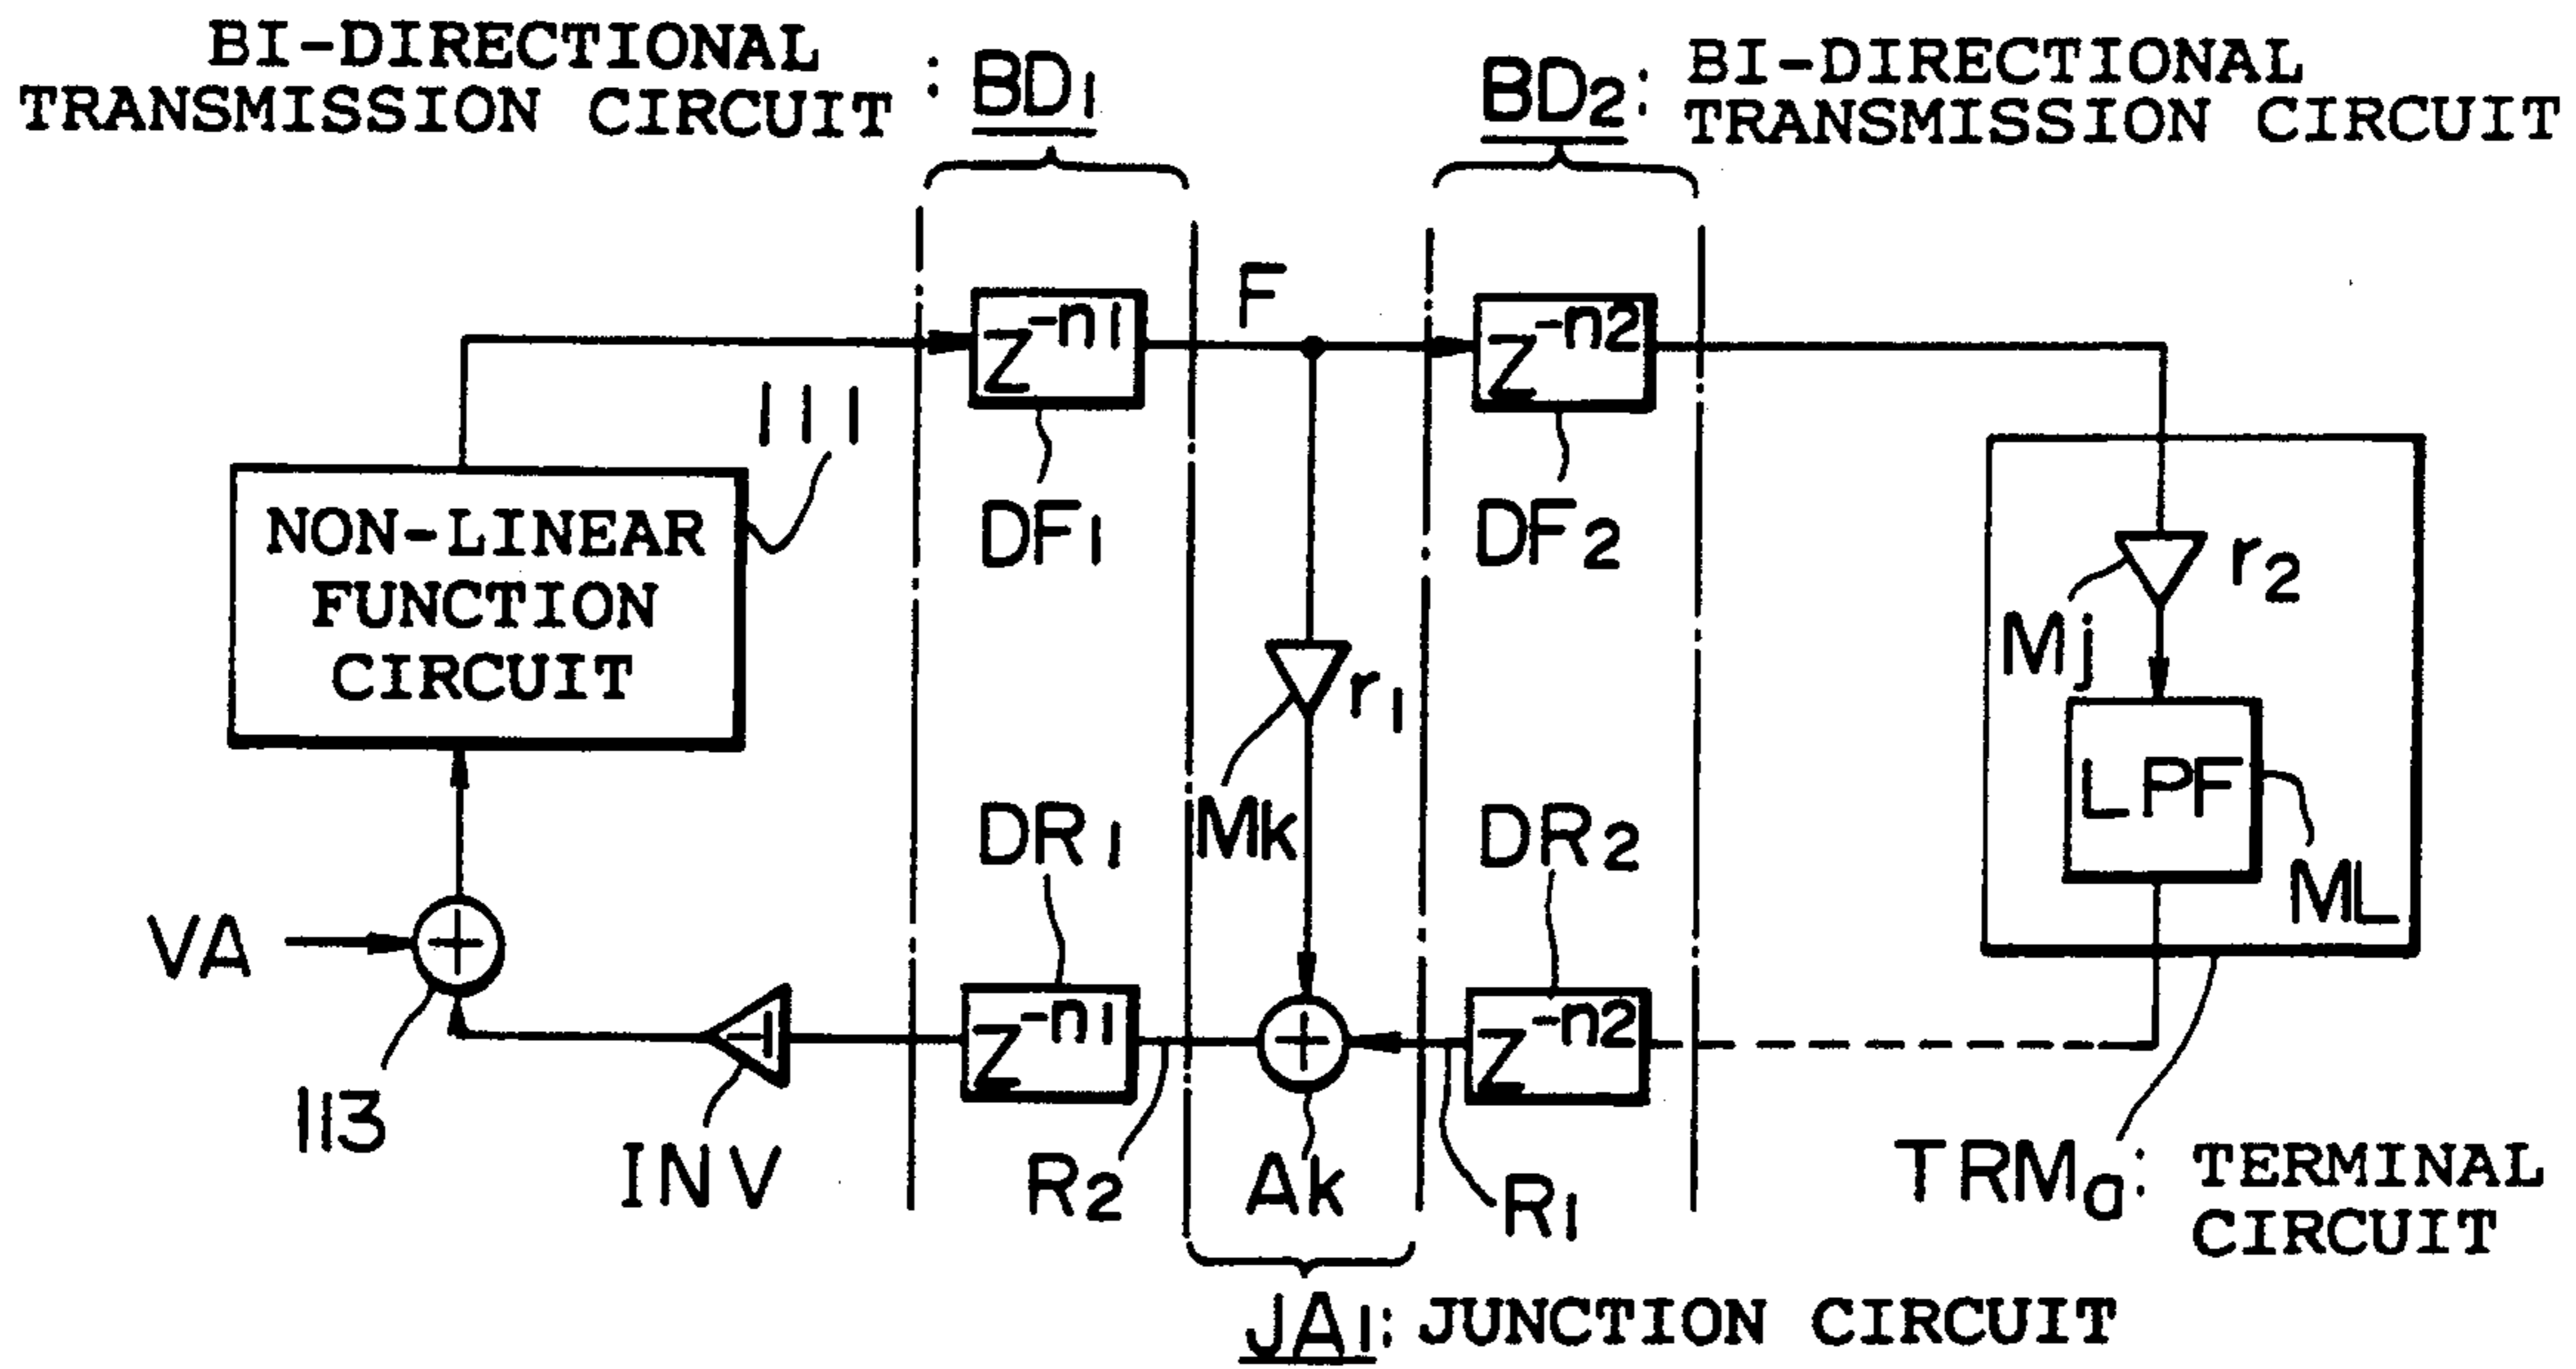 BI-DIRECTIONAL
TRANSMISSION CIRCUIT : BD1
BD2: BI-DIRECTIONAL
TRANSMISSION CIRCUIT
F
Z-n1
Z-n2
111
DF1
DF2
NON-LINEAR
FUNCTION
CIRCUIT
r2
Mj
r1
LPF
Mk
DR1
DR2
ML
VA
+
Z-n1
+
Z-n2
-1
113
INV
R2
Ak
R1
TRMa: TERMINAL
CIRCUIT
JA1: JUNCTION CIRCUIT